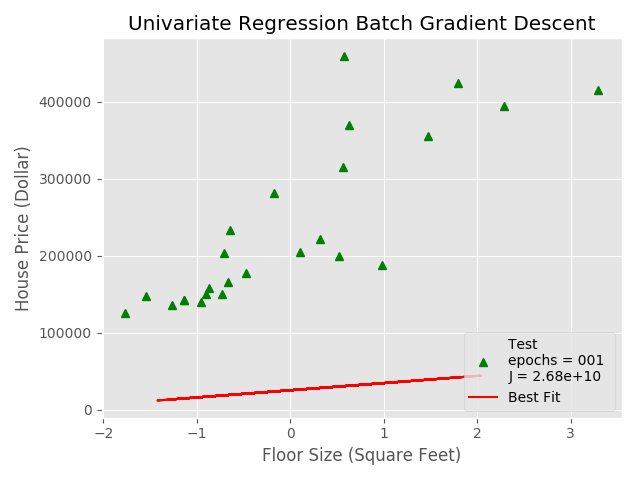 Univariate Regression Batch Gradient Descent
House Price (Dollar)
400000
300000
200000
100000
0
−2
−1
0
1
2
3
Floor Size (Square Feet)
Test
epochs = 001
J = 2.68e+10
Best Fit